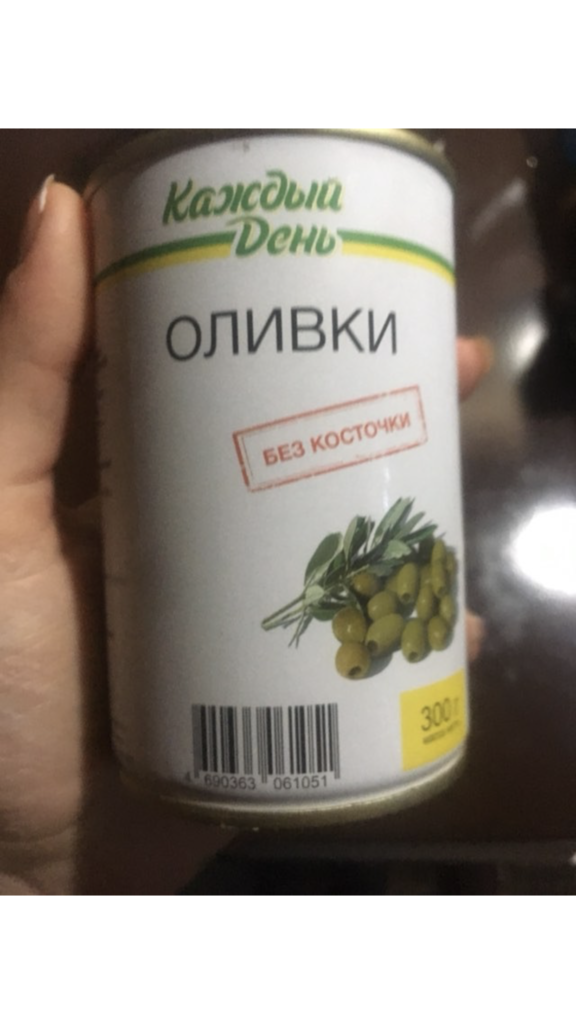 Каждый
День
ОЛИВКИ
БЕЗ КОСТОЧКИ
300 г
4 690363 061051